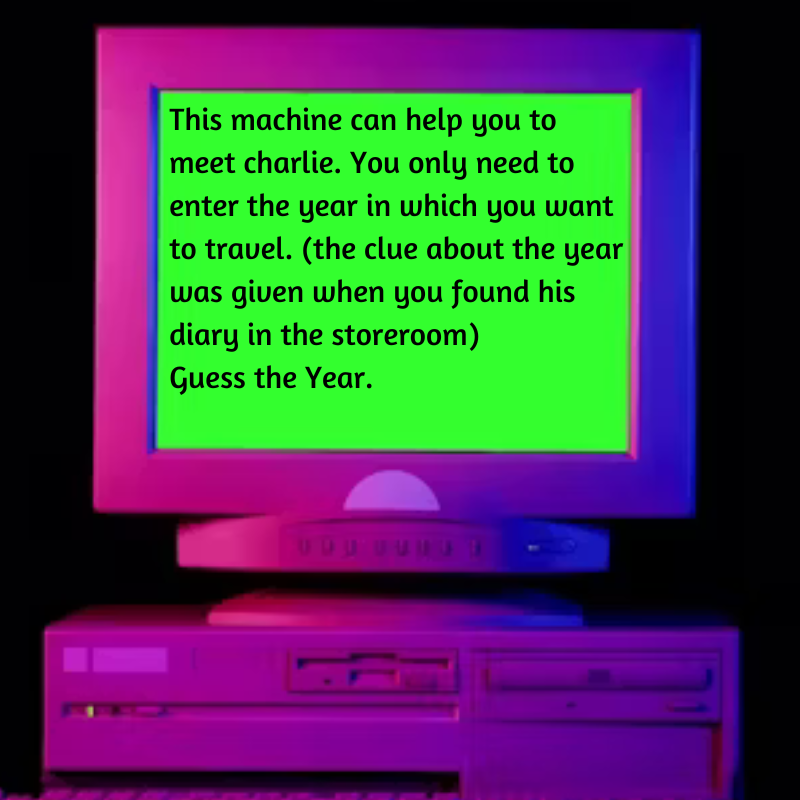 This machine can help you to
meet charlie. You only need to
enter the year in which you want
to travel. (the clue about the year
was given when you found his
diary in the storeroom)
Guess the Year.